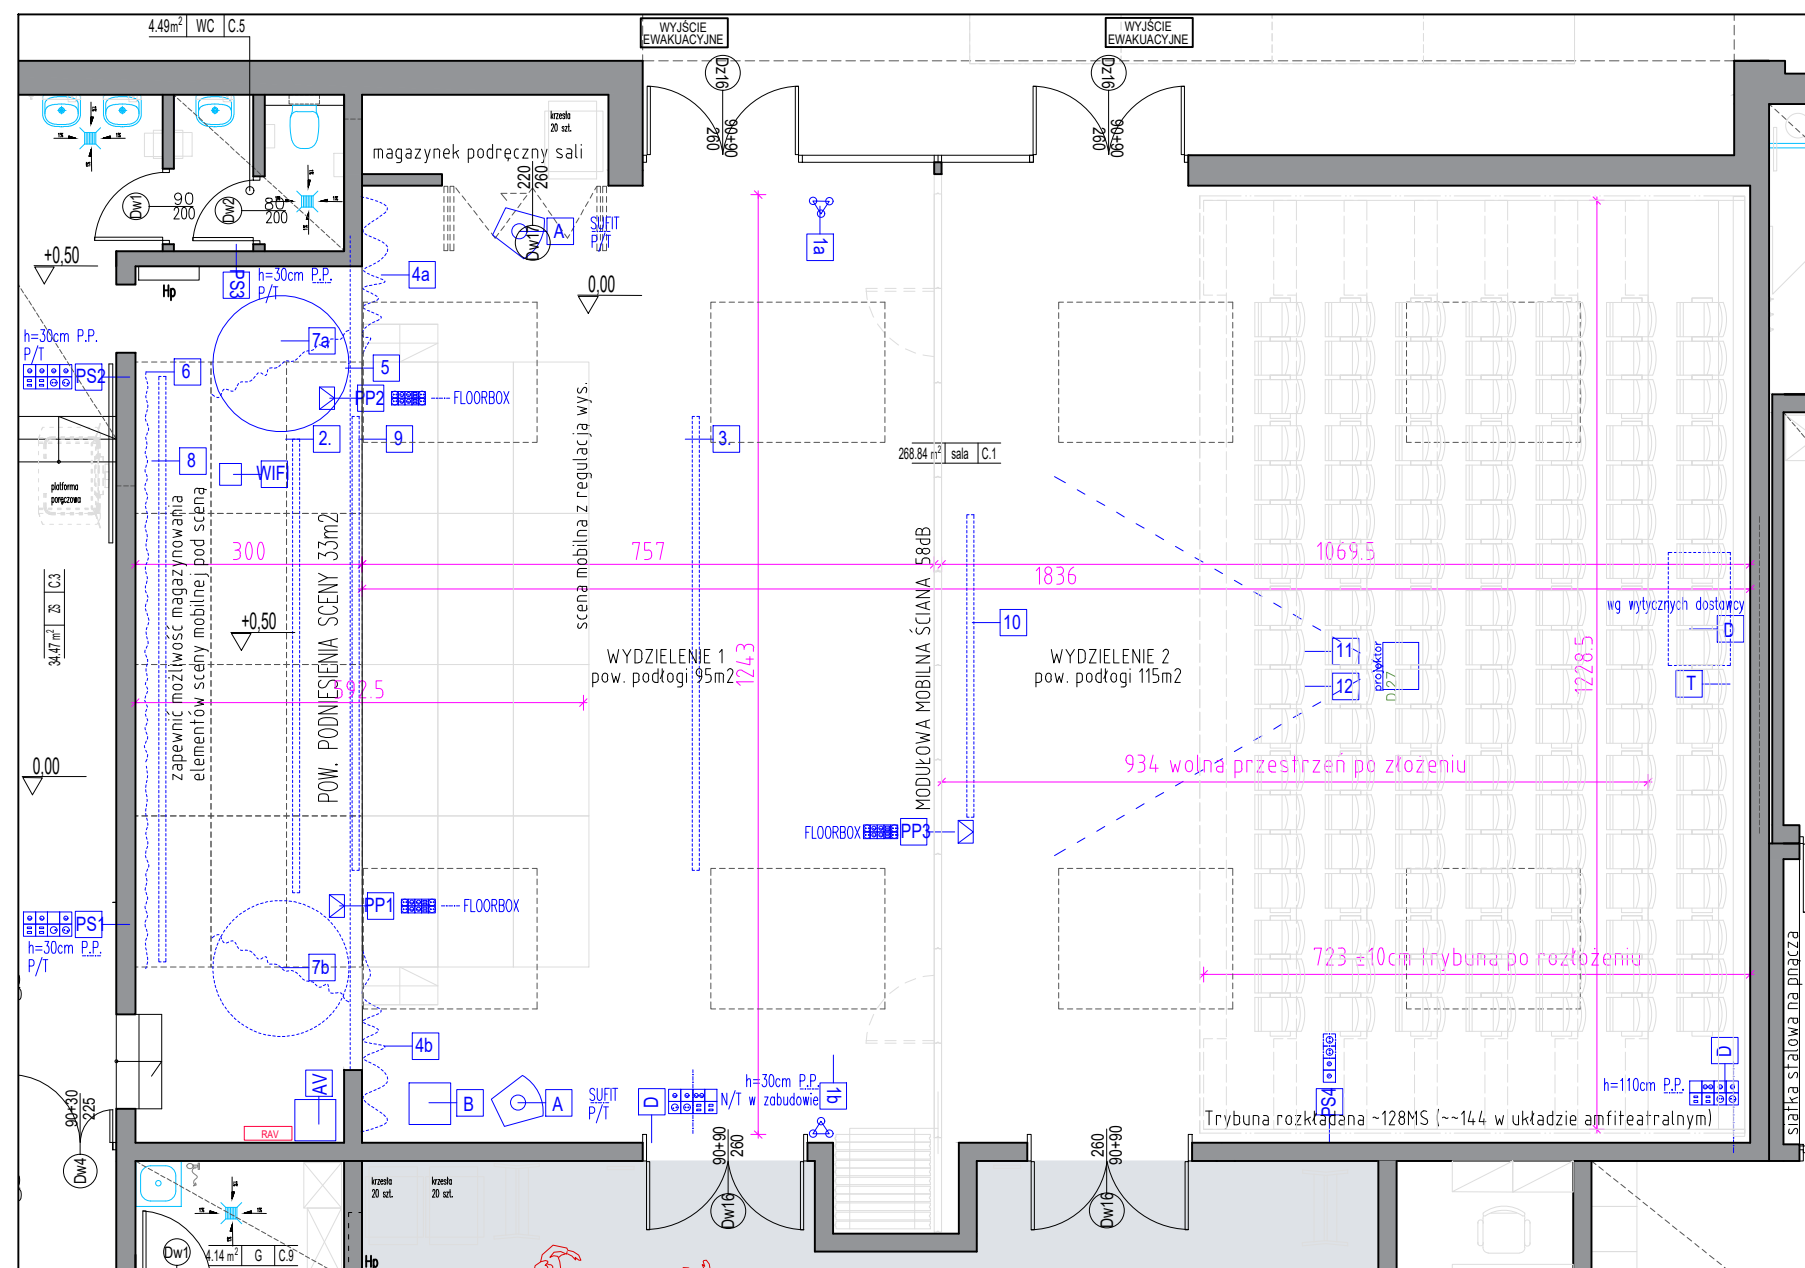 4.49m² WC C.5
WYJŚCIE
EWAKUACYJNE
WYJŚCIE
EWAKUACYJNE
Dz16
90+90
260
Dz16
90+90
260
krzesła
20 szt.
magazynek podręczny sali
220
260
Dw17
A
SUFIT
P/T
1a
Dw1
90
200
Dw2
80
200
+0,50
Hp
PS3
h=30cm P.P.
P/T
4a
0,00
h=30cm P.P.
P/T
PS2
6
7a
5
PP2
FLOORBOX
2.
9
3.
8
WIFI
268.84 m² sala C.1
platforma
poręczowa
zapewnić możliwość magazynowania
elementów sceny mobilnej pod sceną
POW. PODNIESIENIA SCENY 33m2
scena mobilna z regulacją wys.
MODUŁOWA MOBILNA ŚCIANA 58dB
300
757
1069.5
1836
34.47 m² ZS C.3
+0,50
10
wg wytycznych dostawcy
D
11
12
projektor
D.27
T
WYDZIELENIE 1
pow. podłogi 95m2
1243
WYDZIELENIE 2
pow. podłogi 115m2
1228.5
592.5
0,00
934 wolna przestrzeń po złożeniu
FLOORBOX
PP3
PP1
FLOORBOX
PS1
h=30cm P.P.
P/T
7b
723 ±10cm trybuna po rozłożeniu
siatka stalowa na pnącza
4b
AV
B
A
SUFIT
P/T
D
h=30cm P.P.
N/T w zabudowie
1b
PS4
D
h=110cm P.P.
Trybuna rozkładana ~128MS (~~144 w układzie amfiteatralnym)
RAV
90+30
225
Dw4
90+90
260
Dw16
260
90+90
Dw16
krzesła
20 szt.
krzesła
20 szt.
Dw1
4.14 m² G C.9
Hp